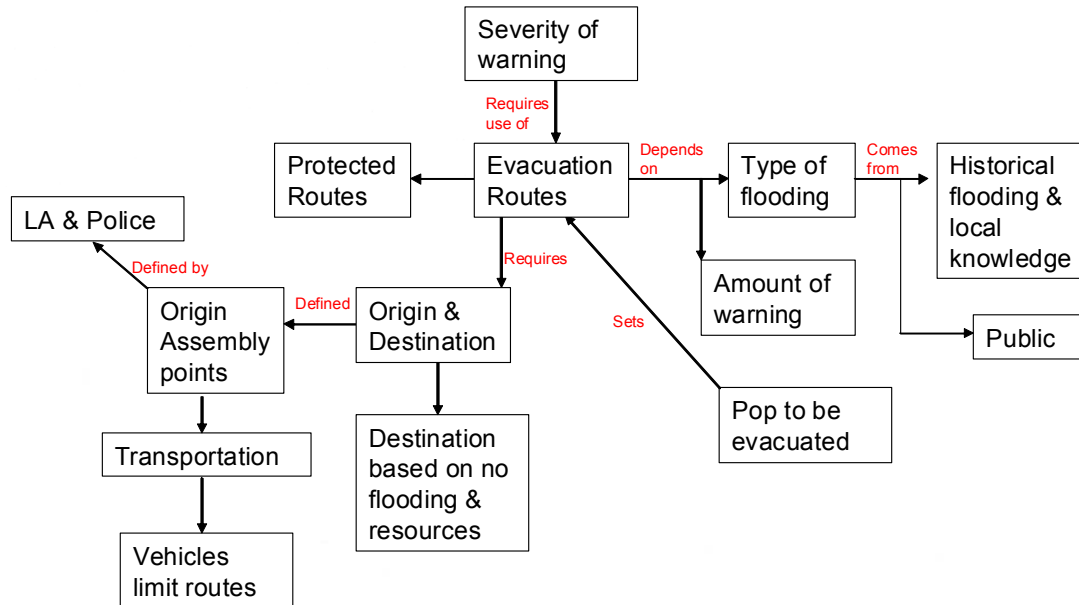 Severity of
warning
Requires
use of
Protected
Routes
Evacuation
Routes
Depends
on
Type of
flooding
Comes
from
Historical
flooding &
local
knowledge
LA & Police
Defined by
Requires
Amount of
warning
Origin
Assembly
points
Defined
Origin &
Destination
Sets
Public
Pop to be
evacuated
Transportation
Destination
based on no
flooding &
resources
Vehicles
limit routes